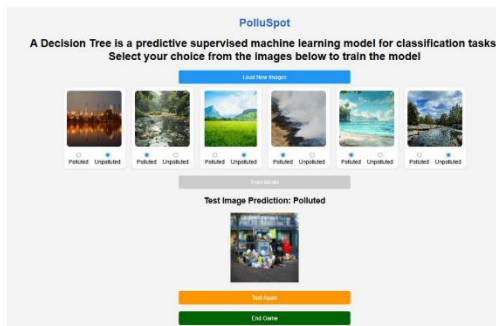 PolluSpot
A Decision Tree is a predictive supervised machine learning model for classification tasks
Select your choice from the images below to train the model
Load New Images
Polluted Unpolluted Polluted Unpolluted Polluted Unpolluted Polluted Unpolluted Polluted Unpolluted Polluted Unpolluted
Train Model
Test Image Prediction: Polluted
Test Again
End Game